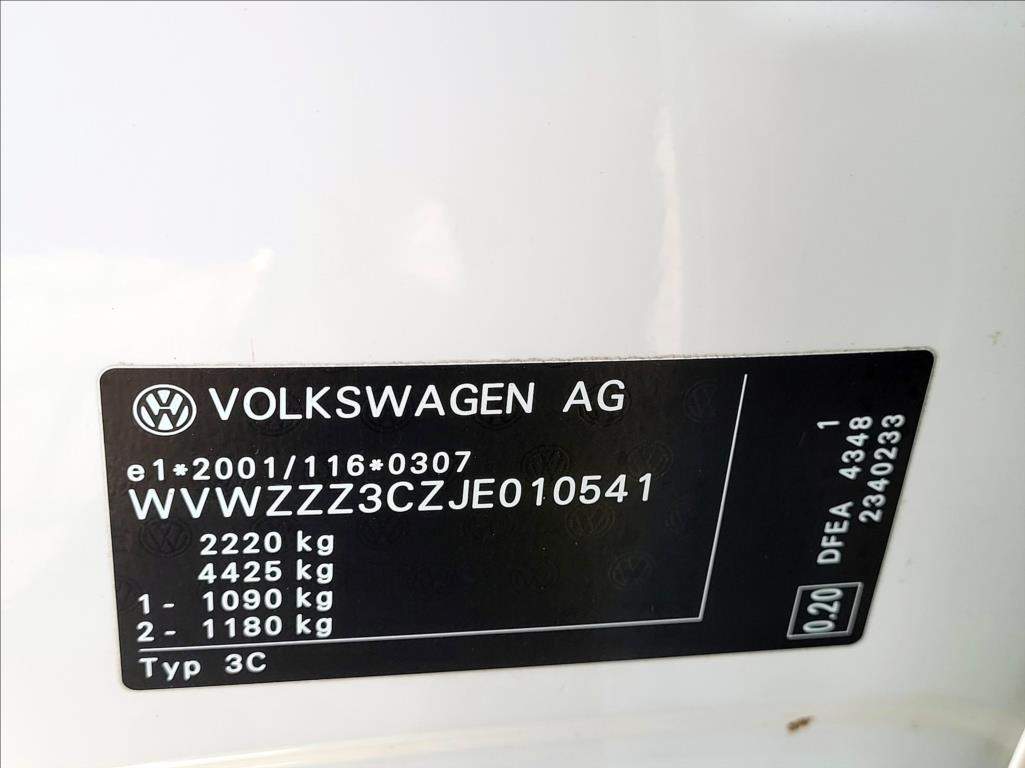 VOLKSWAGEN AG
e1*2001/116*0307
WVWZZZ3CZJE010541
2220 kg
4425 kg
1- 1090 kg
2- 1180 kg
Typ 3C
0.20
DFEA 4348 1
2340233